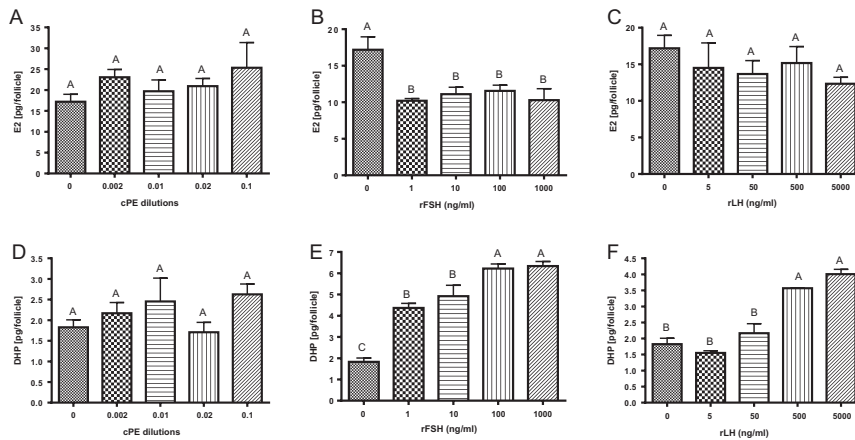 A
E2 [pg/follicle]
35
30
25
20
15
10
5
0
A
A
A
A
A
0
0.002
0.01
0.02
0.1
cPE dilutions
B
E2 [pg/follicle]
20
15
10
5
0
A
B
B
B
B
0
1
10
100
1000
rFSH (ng/ml)
C
E2 [pg/follicle]
20
15
10
5
0
A
A
A
A
A
0
5
50
500
5000
rLH (ng/ml)
D
DHP [pg/follicle]
3.5
3.0
2.5
2.0
1.5
1.0
0.5
0.0
A
A
A
A
A
0
0.002
0.01
0.02
0.1
cPE dilutions
E
DHP [pg/follicle]
7
6
5
4
3
2
1
0
C
B
B
A
A
0
1
10
100
1000
rFSH (ng/ml)
F
DHP [pg/follicle]
4.5
4.0
3.5
3.0
2.5
2.0
1.5
1.0
0.5
0.0
B
B
B
A
A
0
5
50
500
5000
rLH (ng/ml)